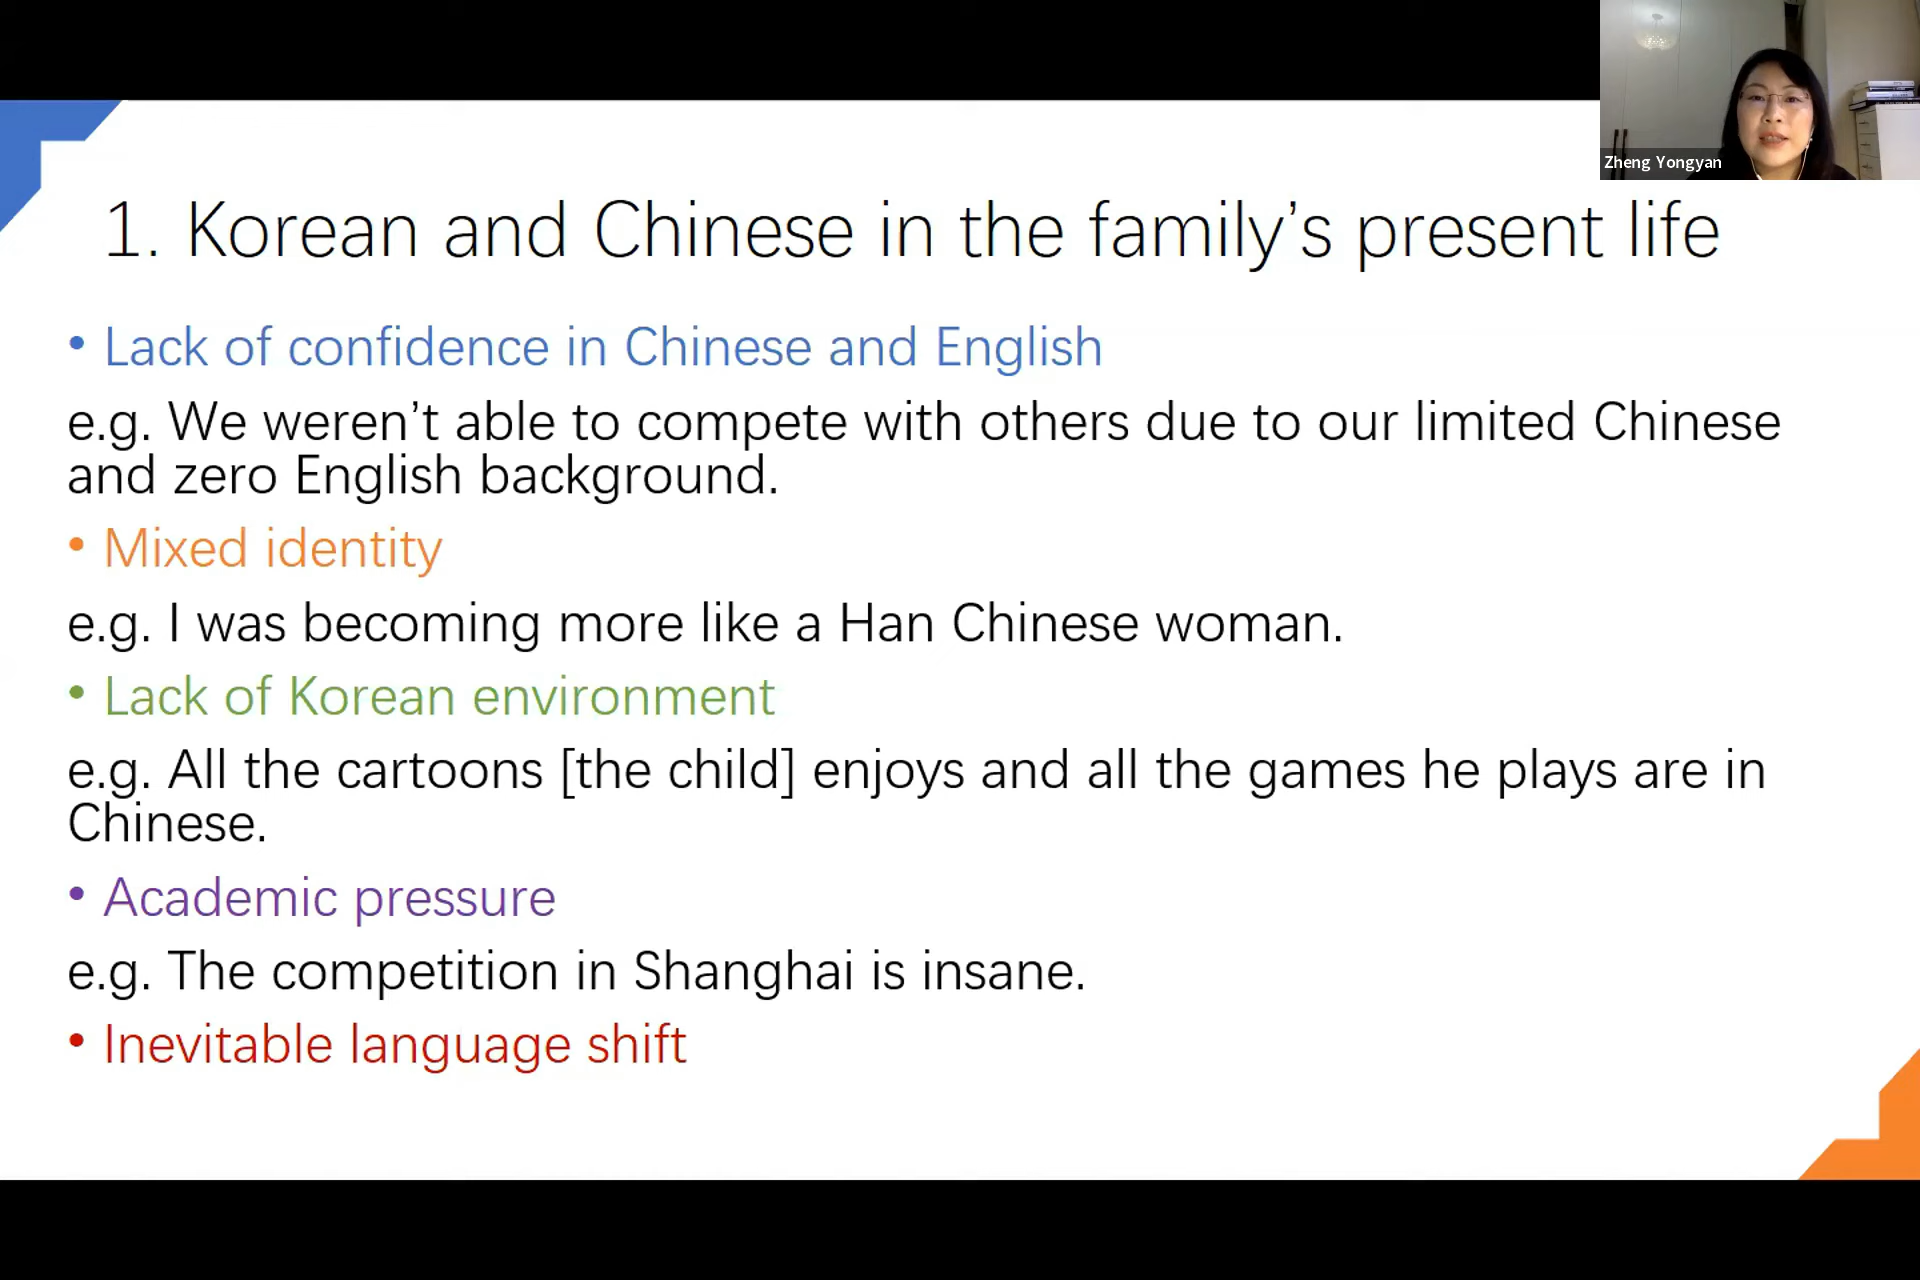 Zheng Yongyan
1. Korean and Chinese in the family’s present life
• Lack of confidence in Chinese and English
e.g. We weren’t able to compete with others due to our limited Chinese
and zero English background.
• Mixed identity
e.g. I was becoming more like a Han Chinese woman.
• Lack of Korean environment
e.g. All the cartoons [the child] enjoys and all the games he plays are in
Chinese.
• Academic pressure
e.g. The competition in Shanghai is insane.
• Inevitable language shift